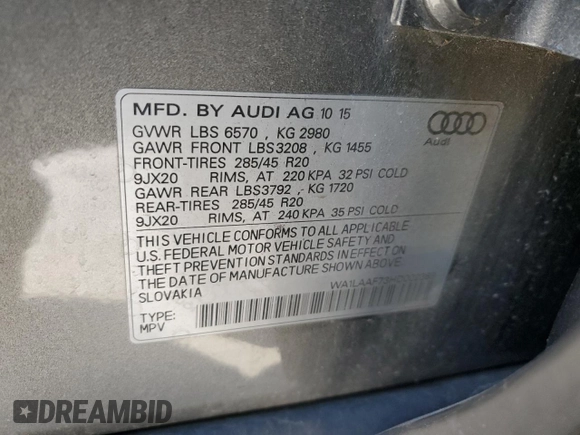 MFD. BY AUDI AG 10 15
GVWR LBS 6570 , KG 2980
GAWR FRONT LBS3208 , KG 1455
FRONT-TIRES 285/45 R20
9JX20 RIMS, AT 220 KPA 32 PSI COLD
GAWR REAR LBS3792 , KG 1720
REAR-TIRES 285/45 R20
9JX20 RIMS, AT 240 KPA 35 PSI COLD
Audi
THIS VEHICLE CONFORMS TO ALL APPLICABLE
U.S. FEDERAL MOTOR VEHICLE SAFETY AND
THEFT PREVENTION STANDARDS IN EFFECT ON
THE DATE OF MANUFACTURE SHOWN ABOVE
SLOVAKIA
TYPE:
MPV
DREAMBID